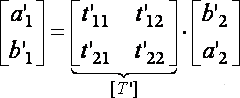 [a'₁] = [t'₁₁ t'₁₂] · [b'₂]
[b'₁] [t'₂₁ t'₂₂] [a'₂]
[T']